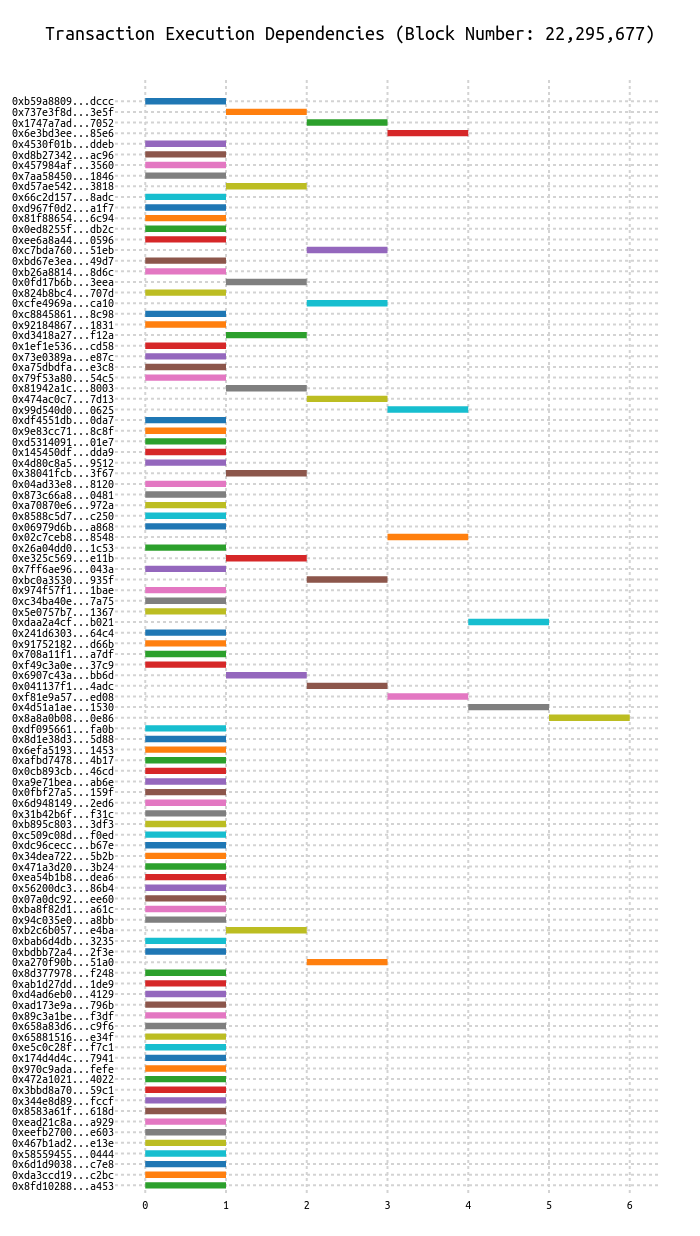 Transaction Execution Dependencies (Block Number: 22,295,677)
0xb59a8809...dccc
0x737e3f8d...3e5f
0x1747a7ad...7052
0x6e3bd3ee...85e6
0x4530f01b...ddeb
0xd8b27342...ac96
0x457984af...3560
0x7aa58450...1846
0xd57ae542...3818
0x66c2d157...8adc
0xd967f0d2...a1f7
0x81f88654...6c94
0x0ed8255f...db2c
0xee6a8a44...0596
0xc7bda760...51eb
0xbd67e3ea...49d7
0xb26a8814...8d6c
0x0fd17b6b...3eea
0x824b8bc4...707d
0xcfe4969a...ca10
0xc8845861...8c98
0x92184867...1831
0xd3418a27...f12a
0x1ef1e536...cd58
0x73e0389a...e87c
0xa75dbdfa...e3c8
0x79f53a80...54c5
0x81942a1c...8003
0x474ac0c7...7d13
0x99d540d0...0625
0xdf4551db...0da7
0x9e83cc71...8c8f
0xd5314091...01e7
0x145450df...dda9
0x4d80c8a5...9512
0x38041fcb...3f67
0x04ad33e8...8120
0x873c66a8...0481
0xa70870e6...972a
0x8588c5d7...c250
0x06979d6b...a868
0x02c7ceb8...8548
0x26a04dd0...1c53
0xe325c569...e11b
0x7ff6ae96...043a
0xbc0a3530...935f
0x974f57f1...1bae
0xc34ba40e...7a75
0x5e0757b7...1367
0xdaa2a4cf...b021
0x241d6303...64c4
0x91752182...d66b
0x708a11f1...a7df
0xf49c3a0e...37c9
0x6907c43a...bb6d
0x041137f1...4adc
0xf81e9a57...ed08
0x4d51a1ae...1530
0x8a8a0b08...0e86
0xdf095661...fa0b
0x8d1e38d3...5d88
0x6efa5193...1453
0xafbd7478...4b17
0x0cb893cb...46cd
0xa9e71bea...ab6e
0x0fbf27a5...159f
0x6d948149...2ed6
0x31b42b6f...f31c
0xb895c803...3df3
0xc509c08d...f0ed
0xdc96cecc...b67e
0x34dea722...5b2b
0x471a3d20...3b24
0xea54b1b8...dea6
0x56200dc3...86b4
0x07a0dc92...ee60
0xba8f82d1...a61c
0x94c035e0...a8bb
0xb2c6b057...e4ba
0xbab6d4db...3235
0xbdbb72a4...2f3e
0xa270f90b...51a0
0x8d377978...f248
0xab1d27dd...1de9
0xd4ad6eb0...4129
0xad173e9a...796b
0x89c3a1be...f3df
0x658a83d6...c9f6
0x65881516...e34f
0xe5c0c28f...f7c1
0x174d4d4c...7941
0x970c9ada...fefe
0x472a1021...4022
0x3bbd8a70...59c1
0x344e8d89...fccf
0x8583a61f...618d
0xead21c8a...a929
0xeefb2700...e603
0x467b1ad2...e13e
0x58559455...0444
0x6d1d9038...c7e8
0xda3ccd19...c2bc
0x8fd10288...a453
0 1 2 3 4 5 6